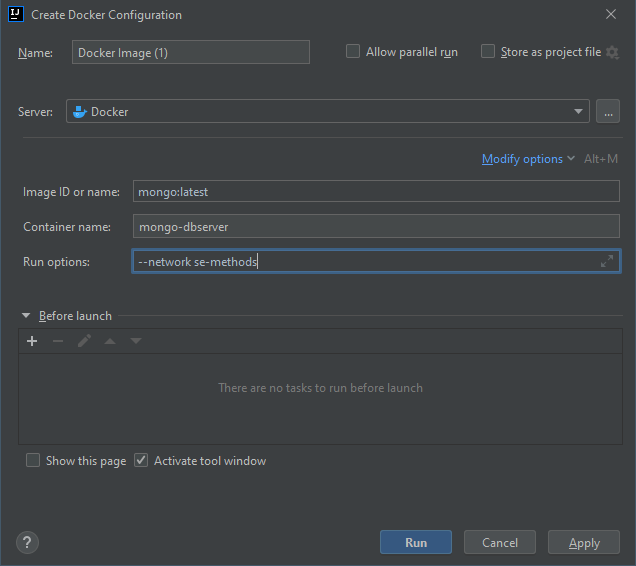 IJ Create Docker Configuration
Name: Docker Image (1) Allow parallel run Store as project file
Server: Docker ...
Modify options Alt+M
Image ID or name: mongo:latest
Container name: mongo-dbserver
Run options: --network se-methods
Before launch
There are no tasks to run before launch
Show this page Activate tool window
? Run Cancel Apply